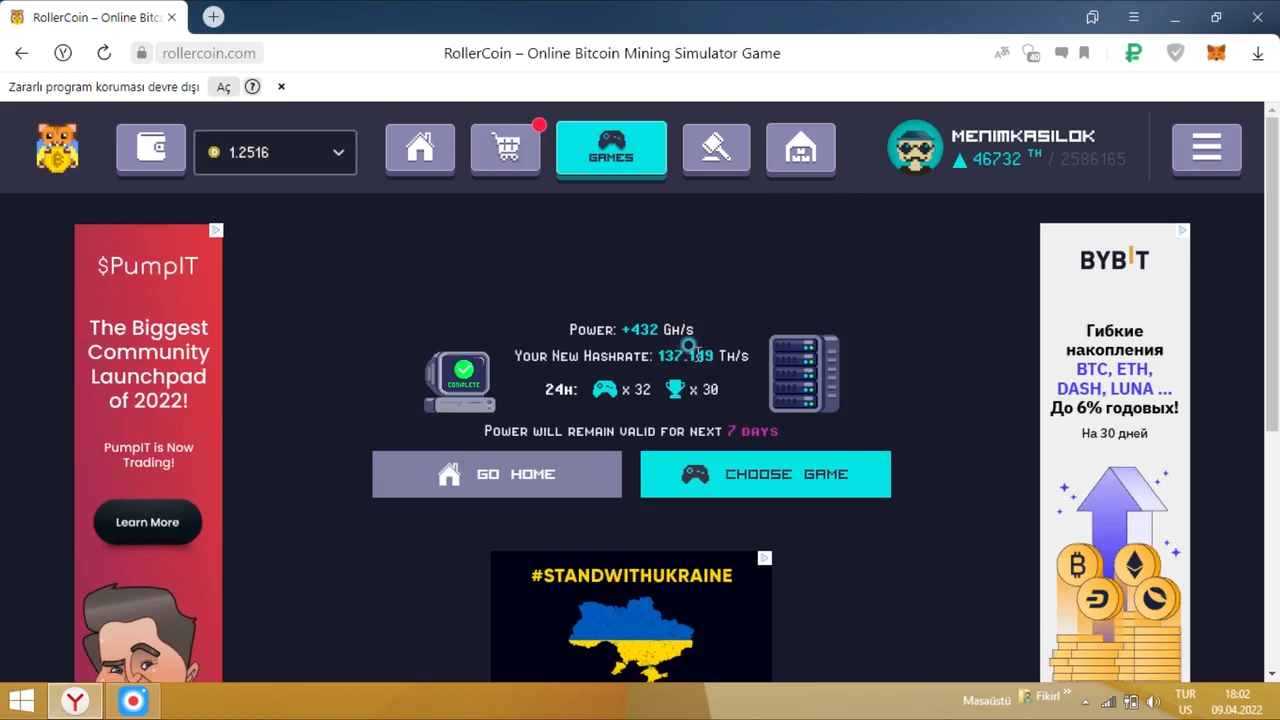 RollerCoin – Online Bitc
rollercoin.com
RollerCoin – Online Bitcoin Mining Simulator Game
40
Zararlı program koruması devre dışı
Aç
?
1.2516
GAMES
MENIMKASILOK
46732 TH / 2586165
$PumpIT
The Biggest
Community
Launchpad
of 2022!
PumpIT is Now
Trading!
Learn More
POWER: +432 GH/S
YOUR NEW HASHRATE: TH/S
COMPLETE
24H: x 32 x 30
POWER WILL REMAIN VALID FOR NEXT 7 DAYS
GO HOME
CHOOSE GAME
#STANDWITHUKRAINE
BYBIT
Гибкие
накопления
BTC, ETH,
DASH, LUNA ...
До 6% годовых!
На 30 дней
Masaüstü
Fikirl
TUR
US
18:02
09.04.2022